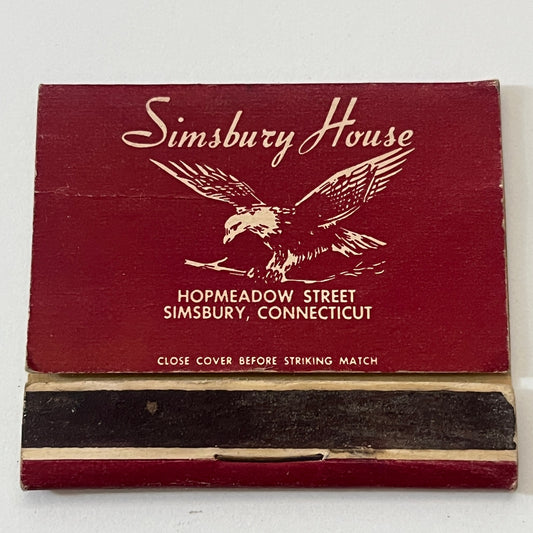 Simsbury House
HOPMEADOW STREET
SIMSBURY, CONNECTICUT
CLOSE COVER BEFORE STRIKING MATCH